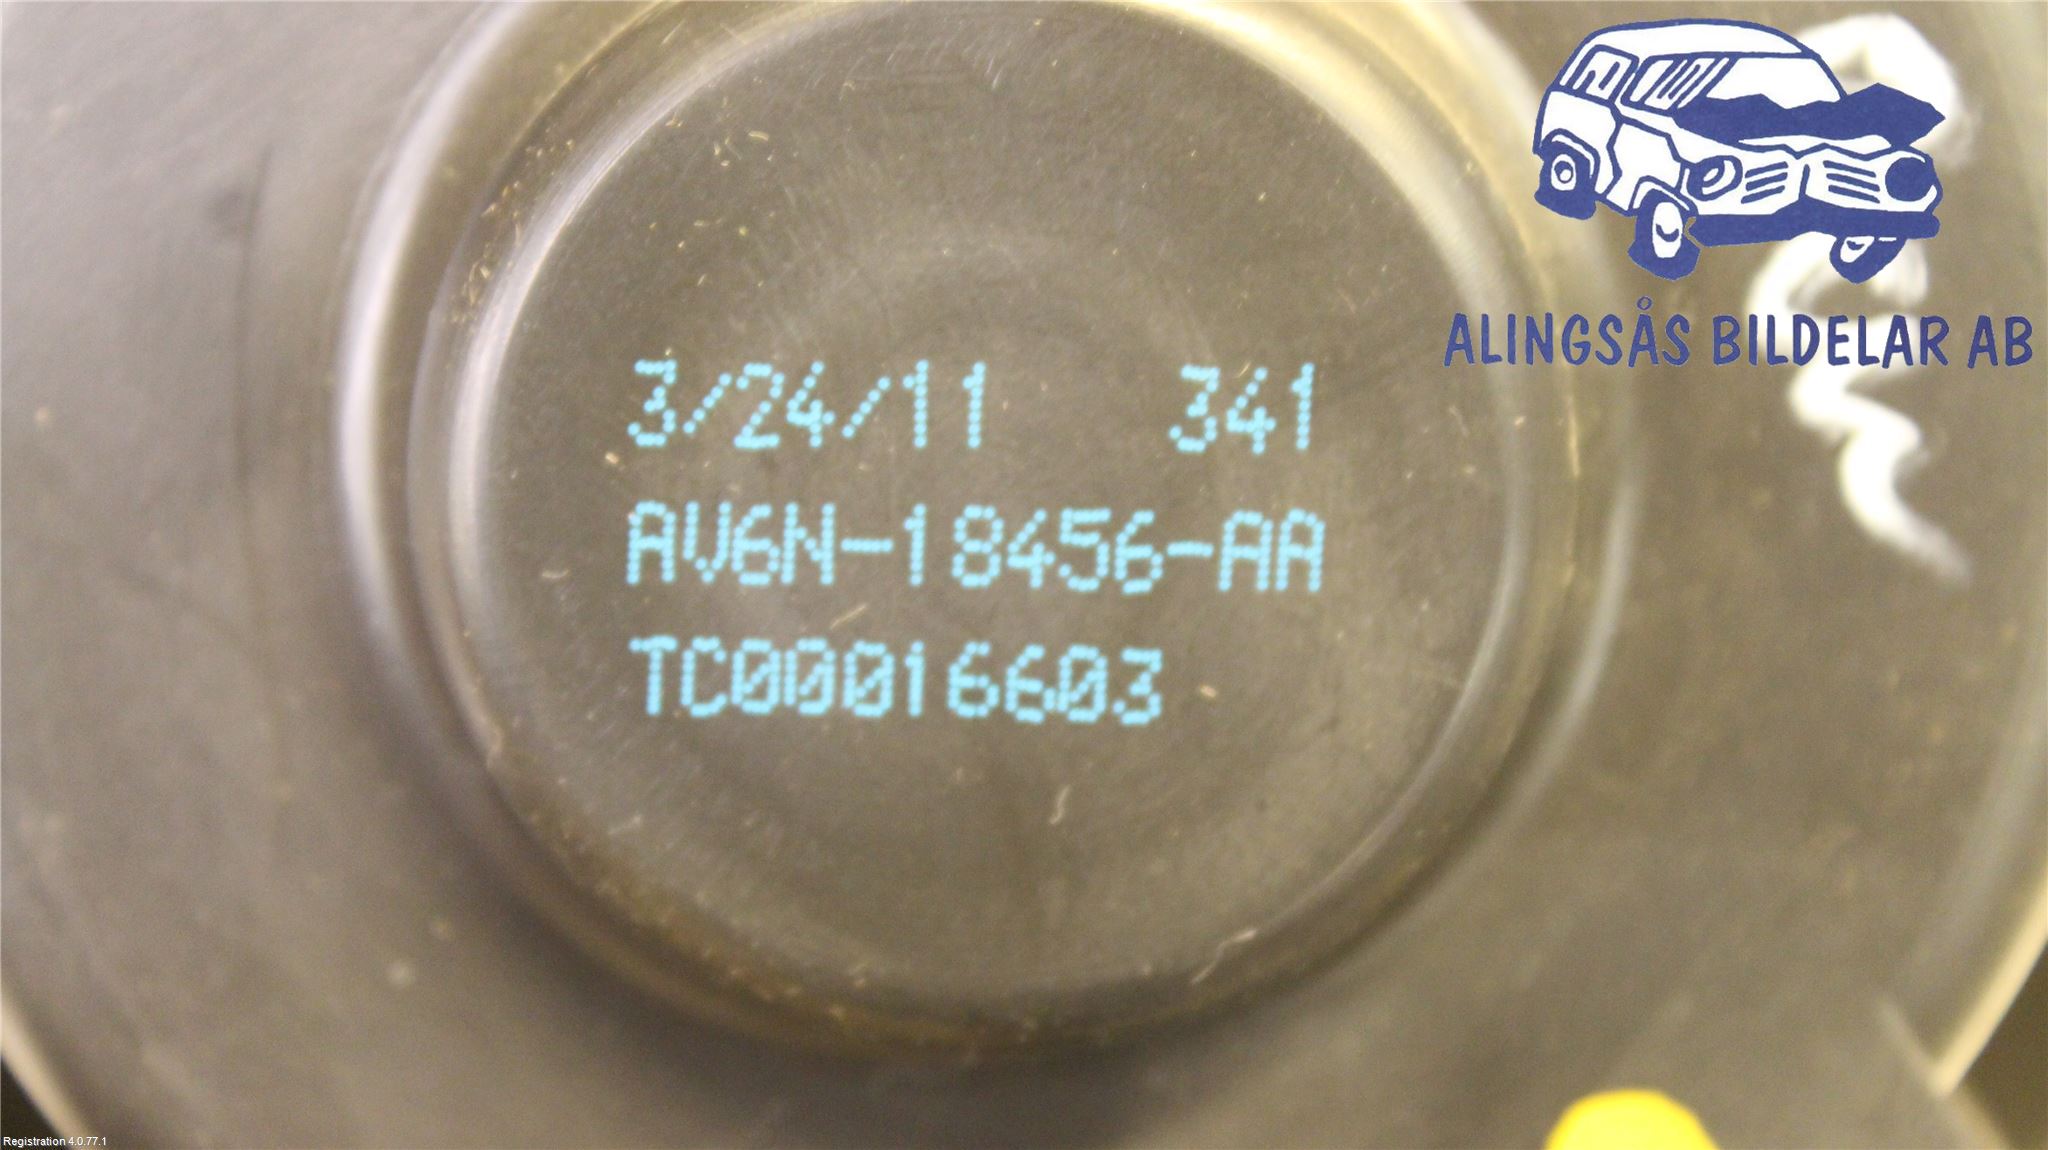 ALINGSÅS BILDELAR AB
3/24/11 341
AV6N-18456-AA
TC00016603
Registration 4.0.77.1